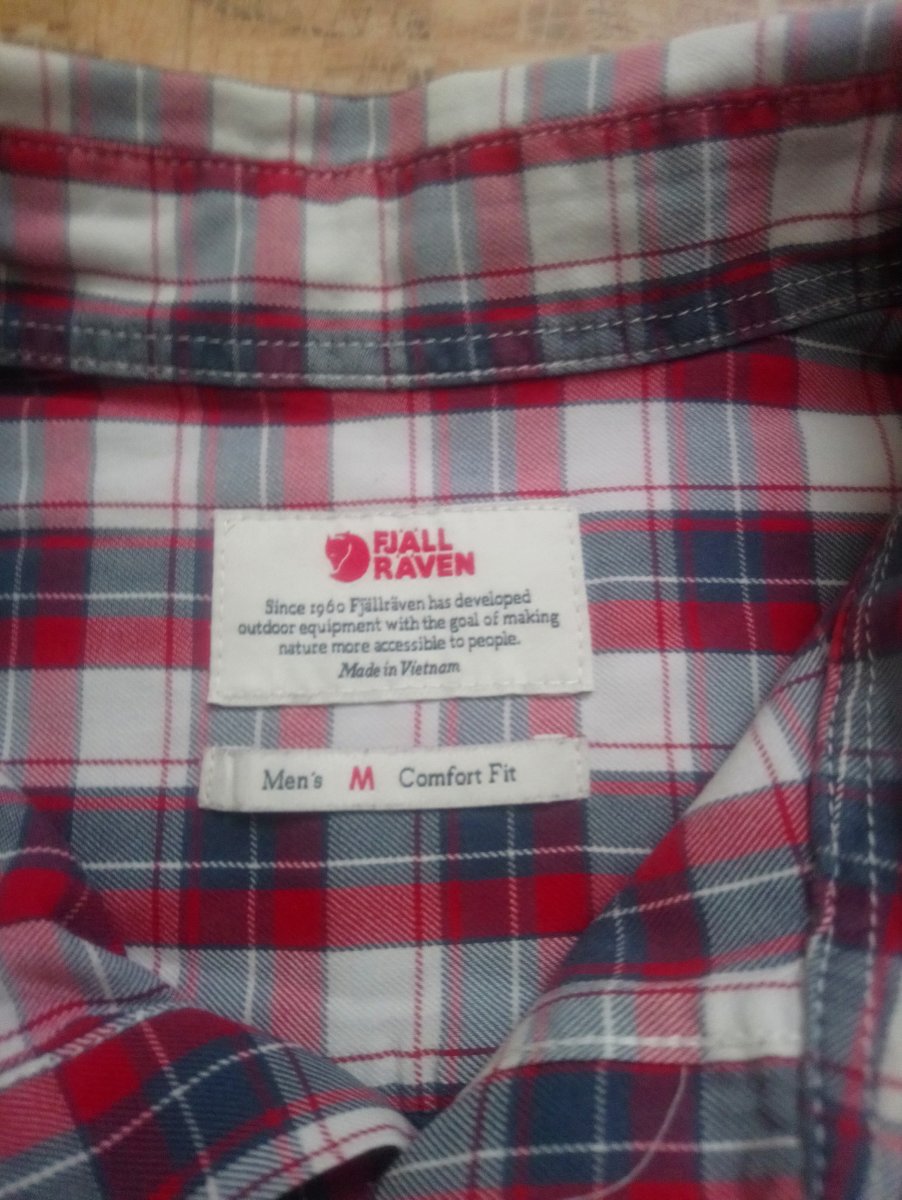 FJÄLL
RÄVEN
Since 1960 Fjällräven has developed
outdoor equipment with the goal of making
nature more accessible to people.
Made in Vietnam
Men's M Comfort Fit